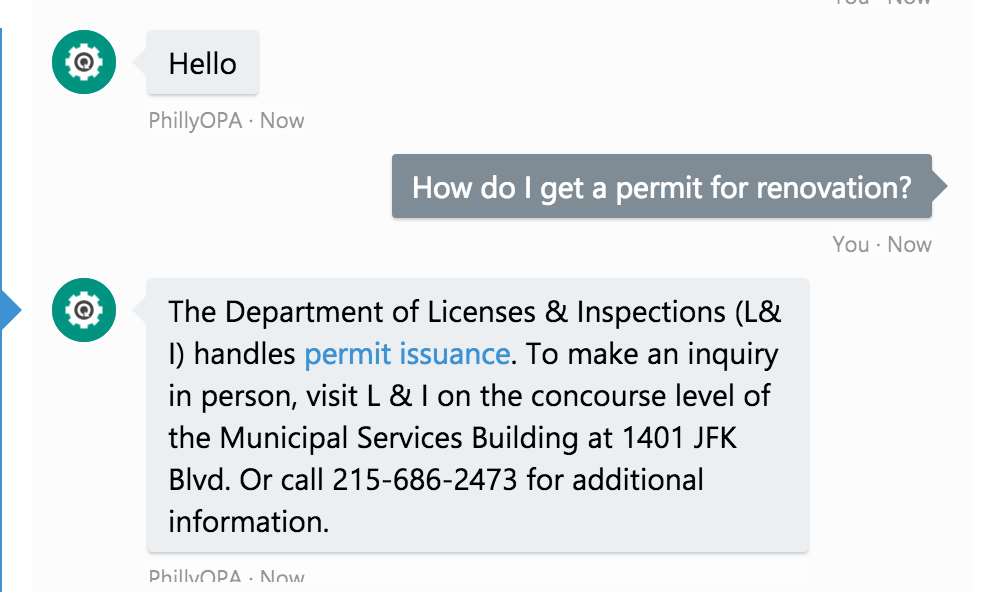 You · Now
Hello
PhillyOPA · Now
How do I get a permit for renovation?
You · Now
The Department of Licenses & Inspections (L&
I) handles permit issuance. To make an inquiry
in person, visit L & I on the concourse level of
the Municipal Services Building at 1401 JFK
Blvd. Or call 215-686-2473 for additional
information.
PhillyOPA · Now